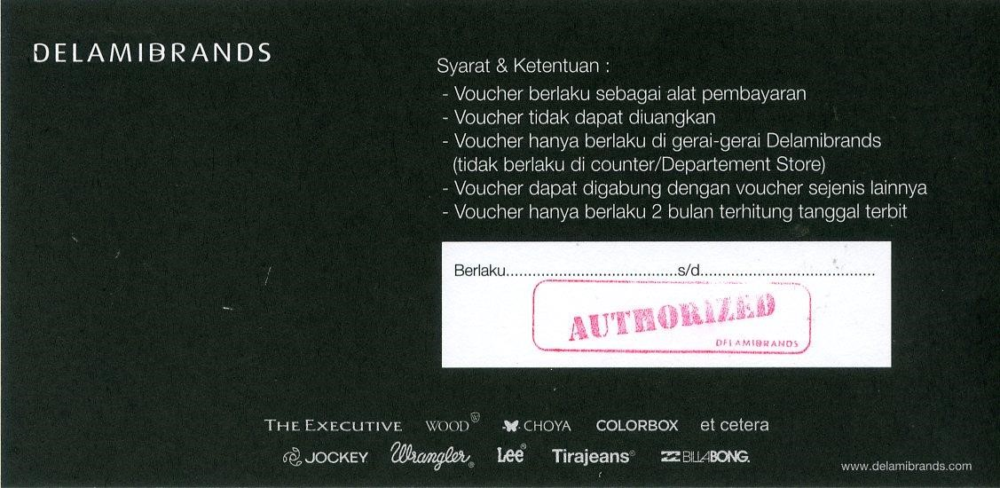 DELAMIBRANDS
Syarat & Ketentuan :
- Voucher berlaku sebagai alat pembayaran
- Voucher tidak dapat diuangkan
- Voucher hanya berlaku di gerai-gerai Delamibrands
(tidak berlaku di counter/Departement Store)
- Voucher dapat digabung dengan voucher sejenis lainnya
- Voucher hanya berlaku 2 bulan terhitung tanggal terbit
Berlaku.......................................s/d........................................
AUTHORIZED
DELAMIBRANDS
THE EXECUTIVE WOOD CHOYA COLORBOX et cetera
JOCKEY Wrangler® Lee® Tirajeans® BILLABONG.
www.delamibrands.com